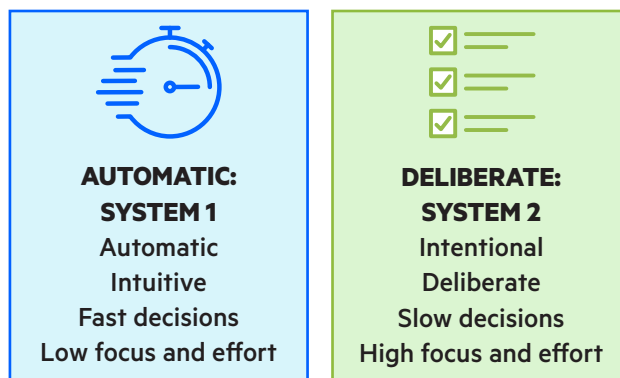 AUTOMATIC:
SYSTEM 1
Automatic
Intuitive
Fast decisions
Low focus and effort
DELIBERATE:
SYSTEM 2
Intentional
Deliberate
Slow decisions
High focus and effort